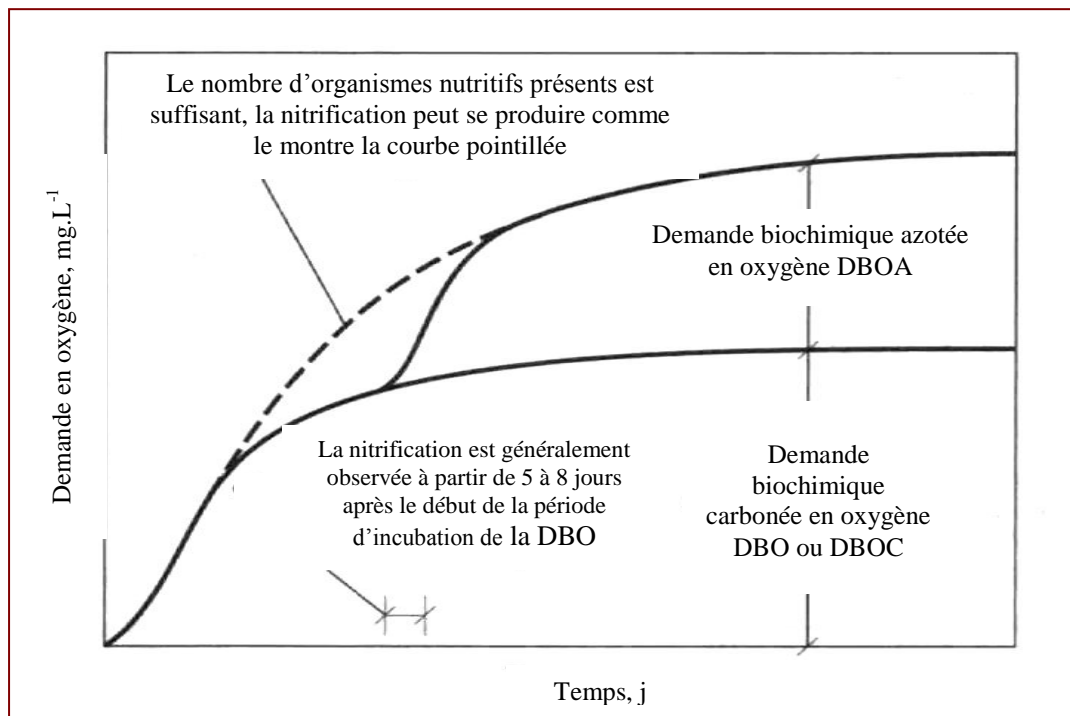 Le nombre d'organismes nutritifs présents est
suffisant, la nitrification peut se produire comme
le montre la courbe pointillée
Demande en oxygène, mg.L-1
Demande biochimique azotée
en oxygène DBOA
La nitrification est généralement
observée à partir de 5 à 8 jours
après le début de la période
d'incubation de la DBO
Demande
biochimique
carbonée en oxygène
DBO ou DBOC
Temps, j